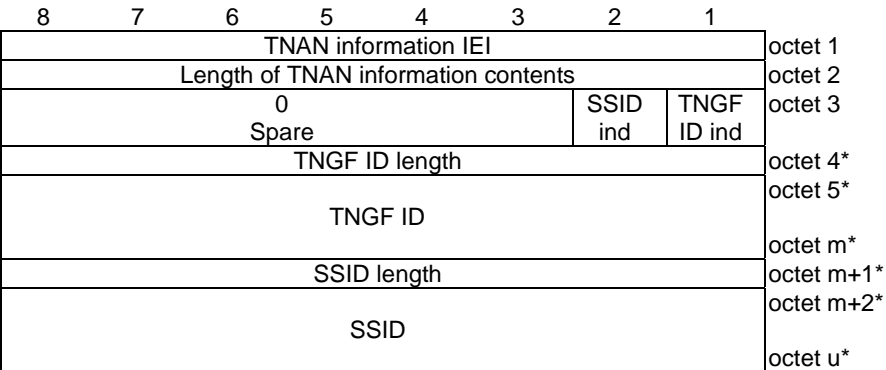 8 7 6 5 4 3 2 1
TNAN information IEI octet 1
Length of TNAN information contents octet 2
0 SSID TNGF octet 3
Spare ind ID ind
TNGF ID length octet 4*
octet 5*
TNGF ID
octet m*
SSID length octet m+1*
octet m+2*
SSID
octet u*